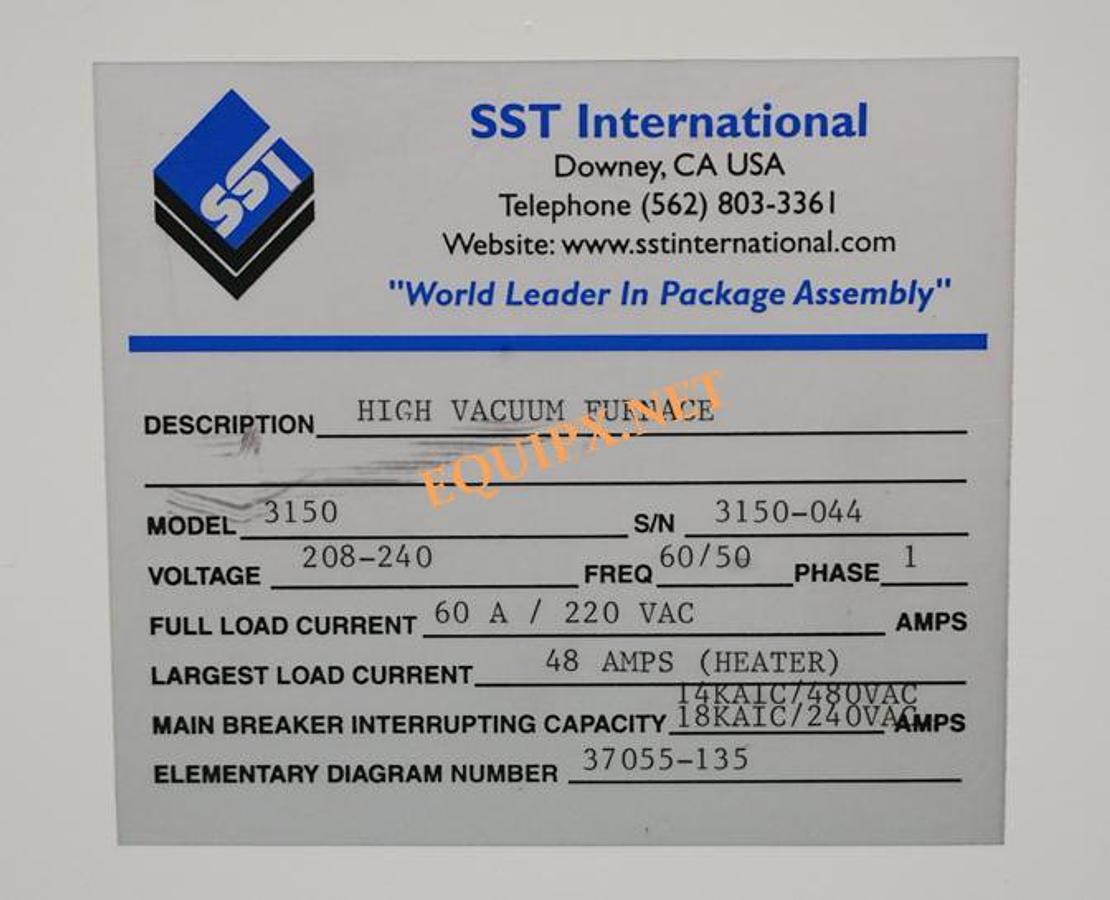 SST
SST International
Downey, CA USA
Telephone (562) 803-3361
Website: www.sstinternational.com
"World Leader In Package Assembly"
DESCRIPTION HIGH VACUUM FURNACE
EQUIPX.NET
MODEL 3150 S/N 3150-044
VOLTAGE 208-240 FREQ 60/50 PHASE 1
FULL LOAD CURRENT 60 A / 220 VAC AMPS
LARGEST LOAD CURRENT 48 AMPS (HEATER)
14KAIC/480VAC
MAIN BREAKER INTERRUPTING CAPACITY 18KAIC/240VAC AMPS
ELEMENTARY DIAGRAM NUMBER 37055-135